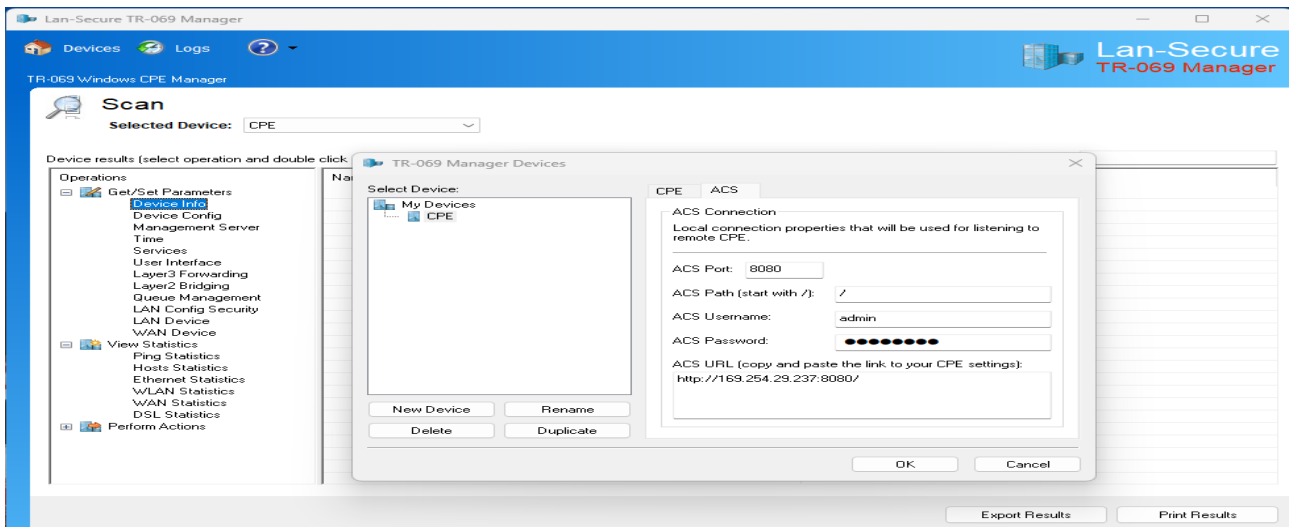 Lan-Secure TR-069 Manager
Devices Logs ?
Lan-Secure
TR-069 Manager
TR-069 Windows CPE Manager
Scan
Selected Device: CPE
Device results (select operation and double click
Operations
Get/Set Parameters
Device Info
Device Config
Management Server
Time
Services
User Interface
Layer3 Forwarding
Layer2 Bridging
Queue Management
LAN Config Security
LAN Device
WAN Device
View Statistics
Ping Statistics
Hosts Statistics
Ethernet Statistics
WLAN Statistics
WAN Statistics
DSL Statistics
Perform Actions
TR-069 Manager Devices
Select Device:
My Devices
CPE
New Device Rename
Delete Duplicate
CPE ACS
ACS Connection
Local connection properties that will be used for listening to
remote CPE.
ACS Port: 8080
ACS Path (start with /): /
ACS Username: admin
ACS Password: ●●●●●●●●
ACS URL (copy and paste the link to your CPE settings):
http://169.254.29.237:8080/
OK Cancel
Export Results Print Results